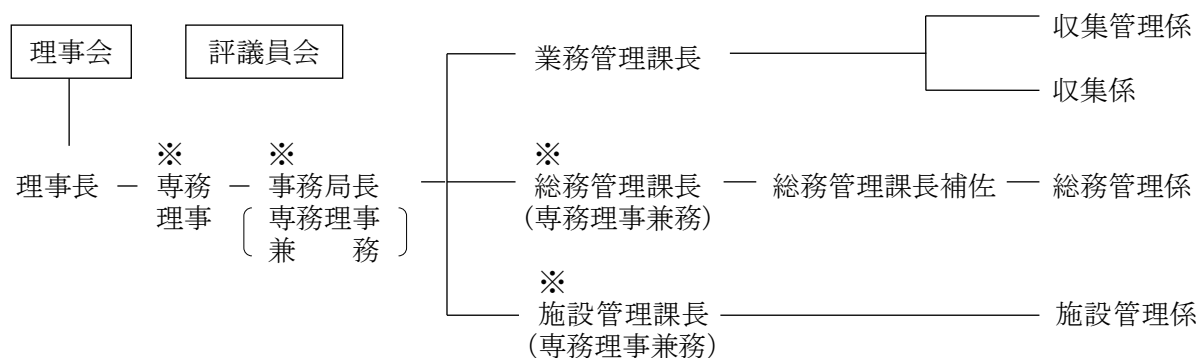 理事会
評議員会
業務管理課長
収集管理係
収集係
※
※
※
理事長 － 専務 － 事務局長
理事
専務理事
兼　務
総務管理課長
(専務理事兼務)
総務管理課長補佐
総務管理係
※
施設管理課長
(専務理事兼務)
施設管理係